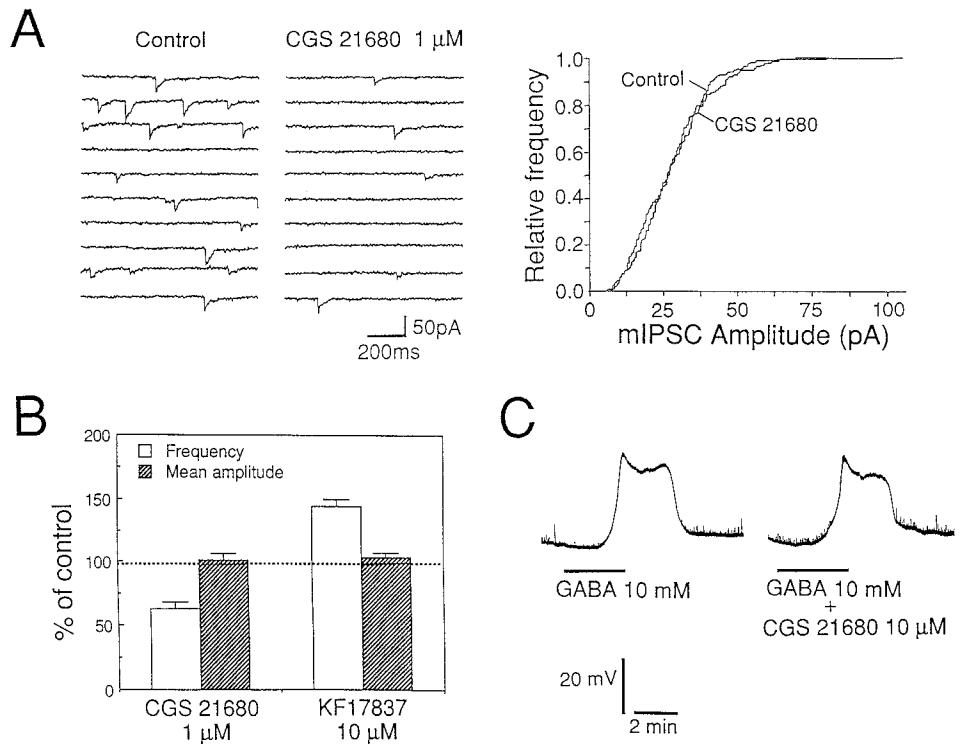 A
Control
CGS 21680 1 μM
50pA
200ms
Relative frequency
1.0
0.8
0.6
0.4
0.2
0.0
Control
CGS 21680
0
25
50
75
100
mIPSC Amplitude (pA)
B
% of control
200
150
100
50
0
Frequency
Mean amplitude
CGS 21680
1 μM
KF17837
10 μM
C
GABA 10 mM
GABA 10 mM
+
CGS 21680 10 μM
20 mV
2 min